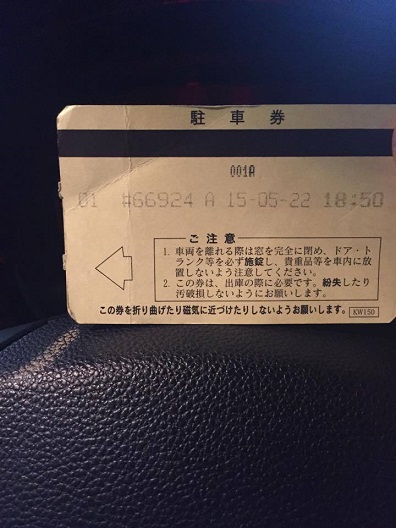 駐車券
001A
01 #66924 A 15-05-22 18:50
ご注意
1. 車両を離れる際は窓を完全に閉め、ドア・ト
ランク等を必ず施錠し、貴重品等を車内に放
置しないよう注意してください。
2. この券は、出庫の際に必要です。紛失したり
汚破損しないようにお願いします。
この券を折り曲げたり磁気に近づけたりしないようお願いします。 KW150